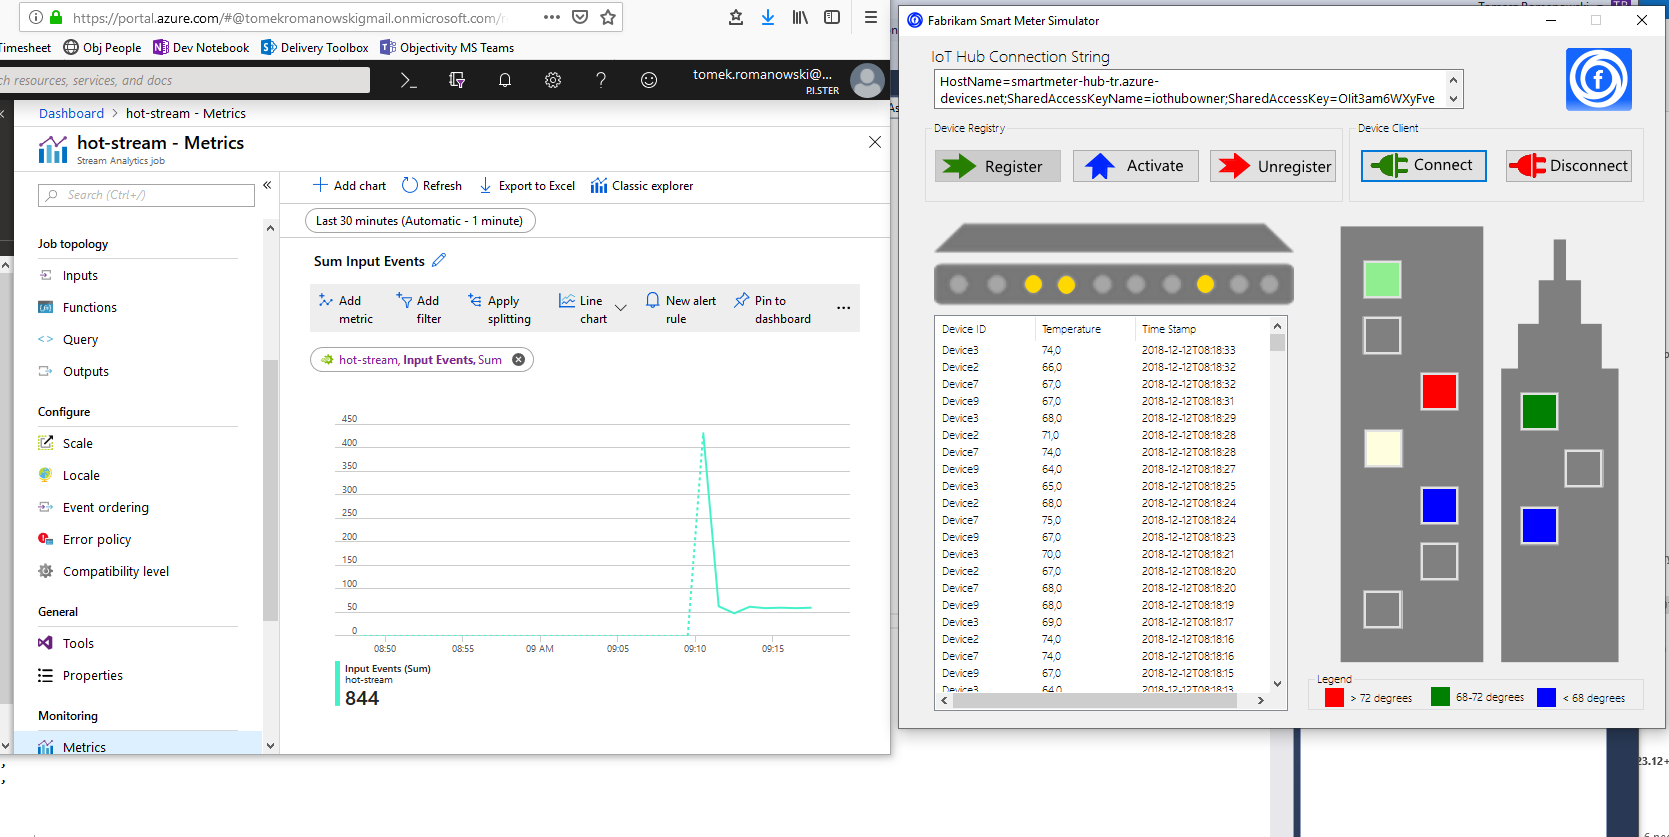 https://portal.azure.com/#@tomekromanowskigmail.onmicrosoft.com/r
Timesheet Obj People Dev Notebook Delivery Toolbox Objectivity MS Teams
ch resources, services, and docs
tomek.romanowski@...
P.I.STER
Dashboard > hot-stream - Metrics
hot-stream - Metrics
Stream Analytics job
Search (Ctrl+/)
Job topology
Inputs
Functions
Query
Outputs
Configure
Scale
Locale
Event ordering
Error policy
Compatibility level
General
Tools
Properties
Monitoring
Metrics
Add chart Refresh Export to Excel Classic explorer
Last 30 minutes (Automatic - 1 minute)
Sum Input Events
Add metric
Add filter
Apply splitting
Line chart
New alert rule
Pin to dashboard
...
hot-stream, Input Events, Sum
450
400
350
300
250
200
150
100
50
0
08:50 08:55 09 AM 09:05 09:10 09:15
Input Events (Sum)
hot-stream
844
Fabrikam Smart Meter Simulator
IoT Hub Connection String
HostName=smartmeter-hub-tr.azure-
devices.net;SharedAccessKeyName=iothubowner;SharedAccessKey=
Device Registry
Register Activate Unregister
Device Client
Connect Disconnect
Device ID Temperature Time Stamp
Device3 74,0 2018-12-12T08:18:33
Device2 66,0 2018-12-12T08:18:32
Device7 67,0 2018-12-12T08:18:32
Device9 67,0 2018-12-12T08:18:31
Device3 68,0 2018-12-12T08:18:29
Device2 71,0 2018-12-12T08:18:28
Device7 74,0 2018-12-12T08:18:28
Device9 64,0 2018-12-12T08:18:27
Device3 65,0 2018-12-12T08:18:25
Device2 68,0 2018-12-12T08:18:24
Device7 75,0 2018-12-12T08:18:24
Device9 67,0 2018-12-12T08:18:23
Device3 70,0 2018-12-12T08:18:21
Device2 67,0 2018-12-12T08:18:20
Device7 68,0 2018-12-12T08:18:20
Device9 68,0 2018-12-12T08:18:19
Device3 69,0 2018-12-12T08:18:17
Device2 74,0 2018-12-12T08:18:16
Device7 74,0 2018-12-12T08:18:16
Device9 67,0 2018-12-12T08:18:15
Device3 64,0 2018-12-12T08:18:13
Legend
> 72 degrees 68-72 degrees < 68 degrees
23.12+